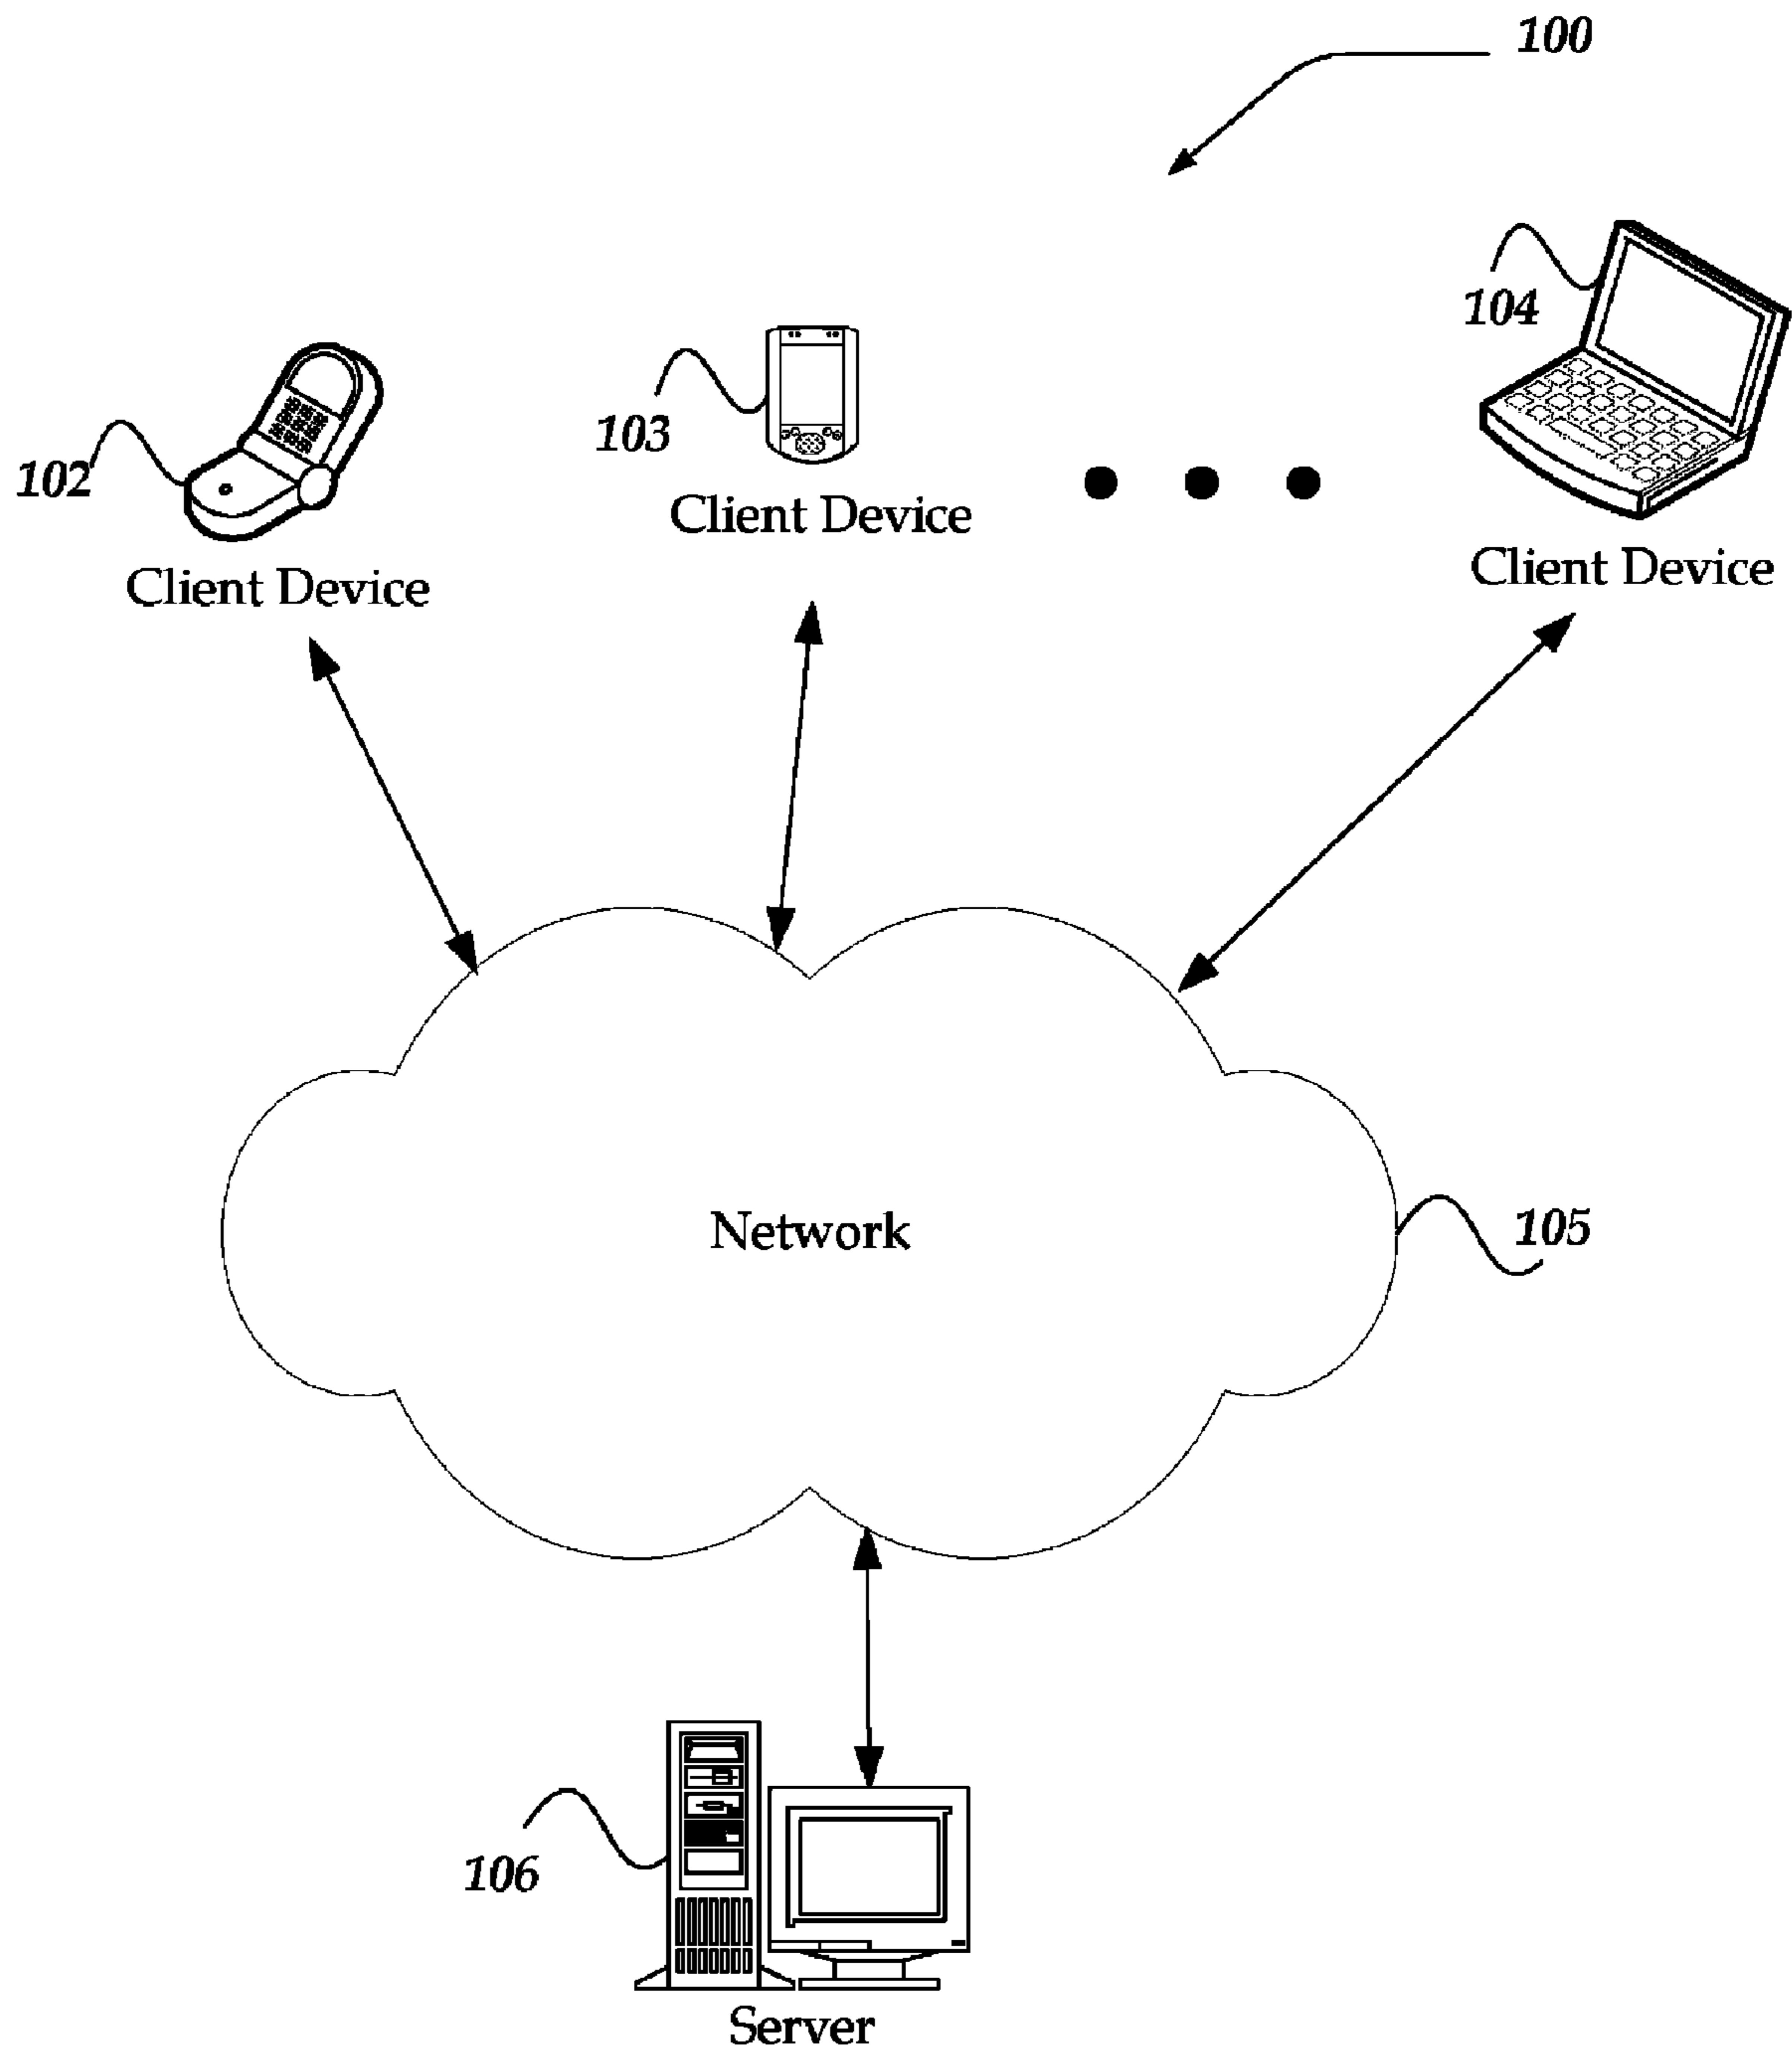 100
104
103
102
Client Device
Client Device
Client Device
Network
105
106
Server